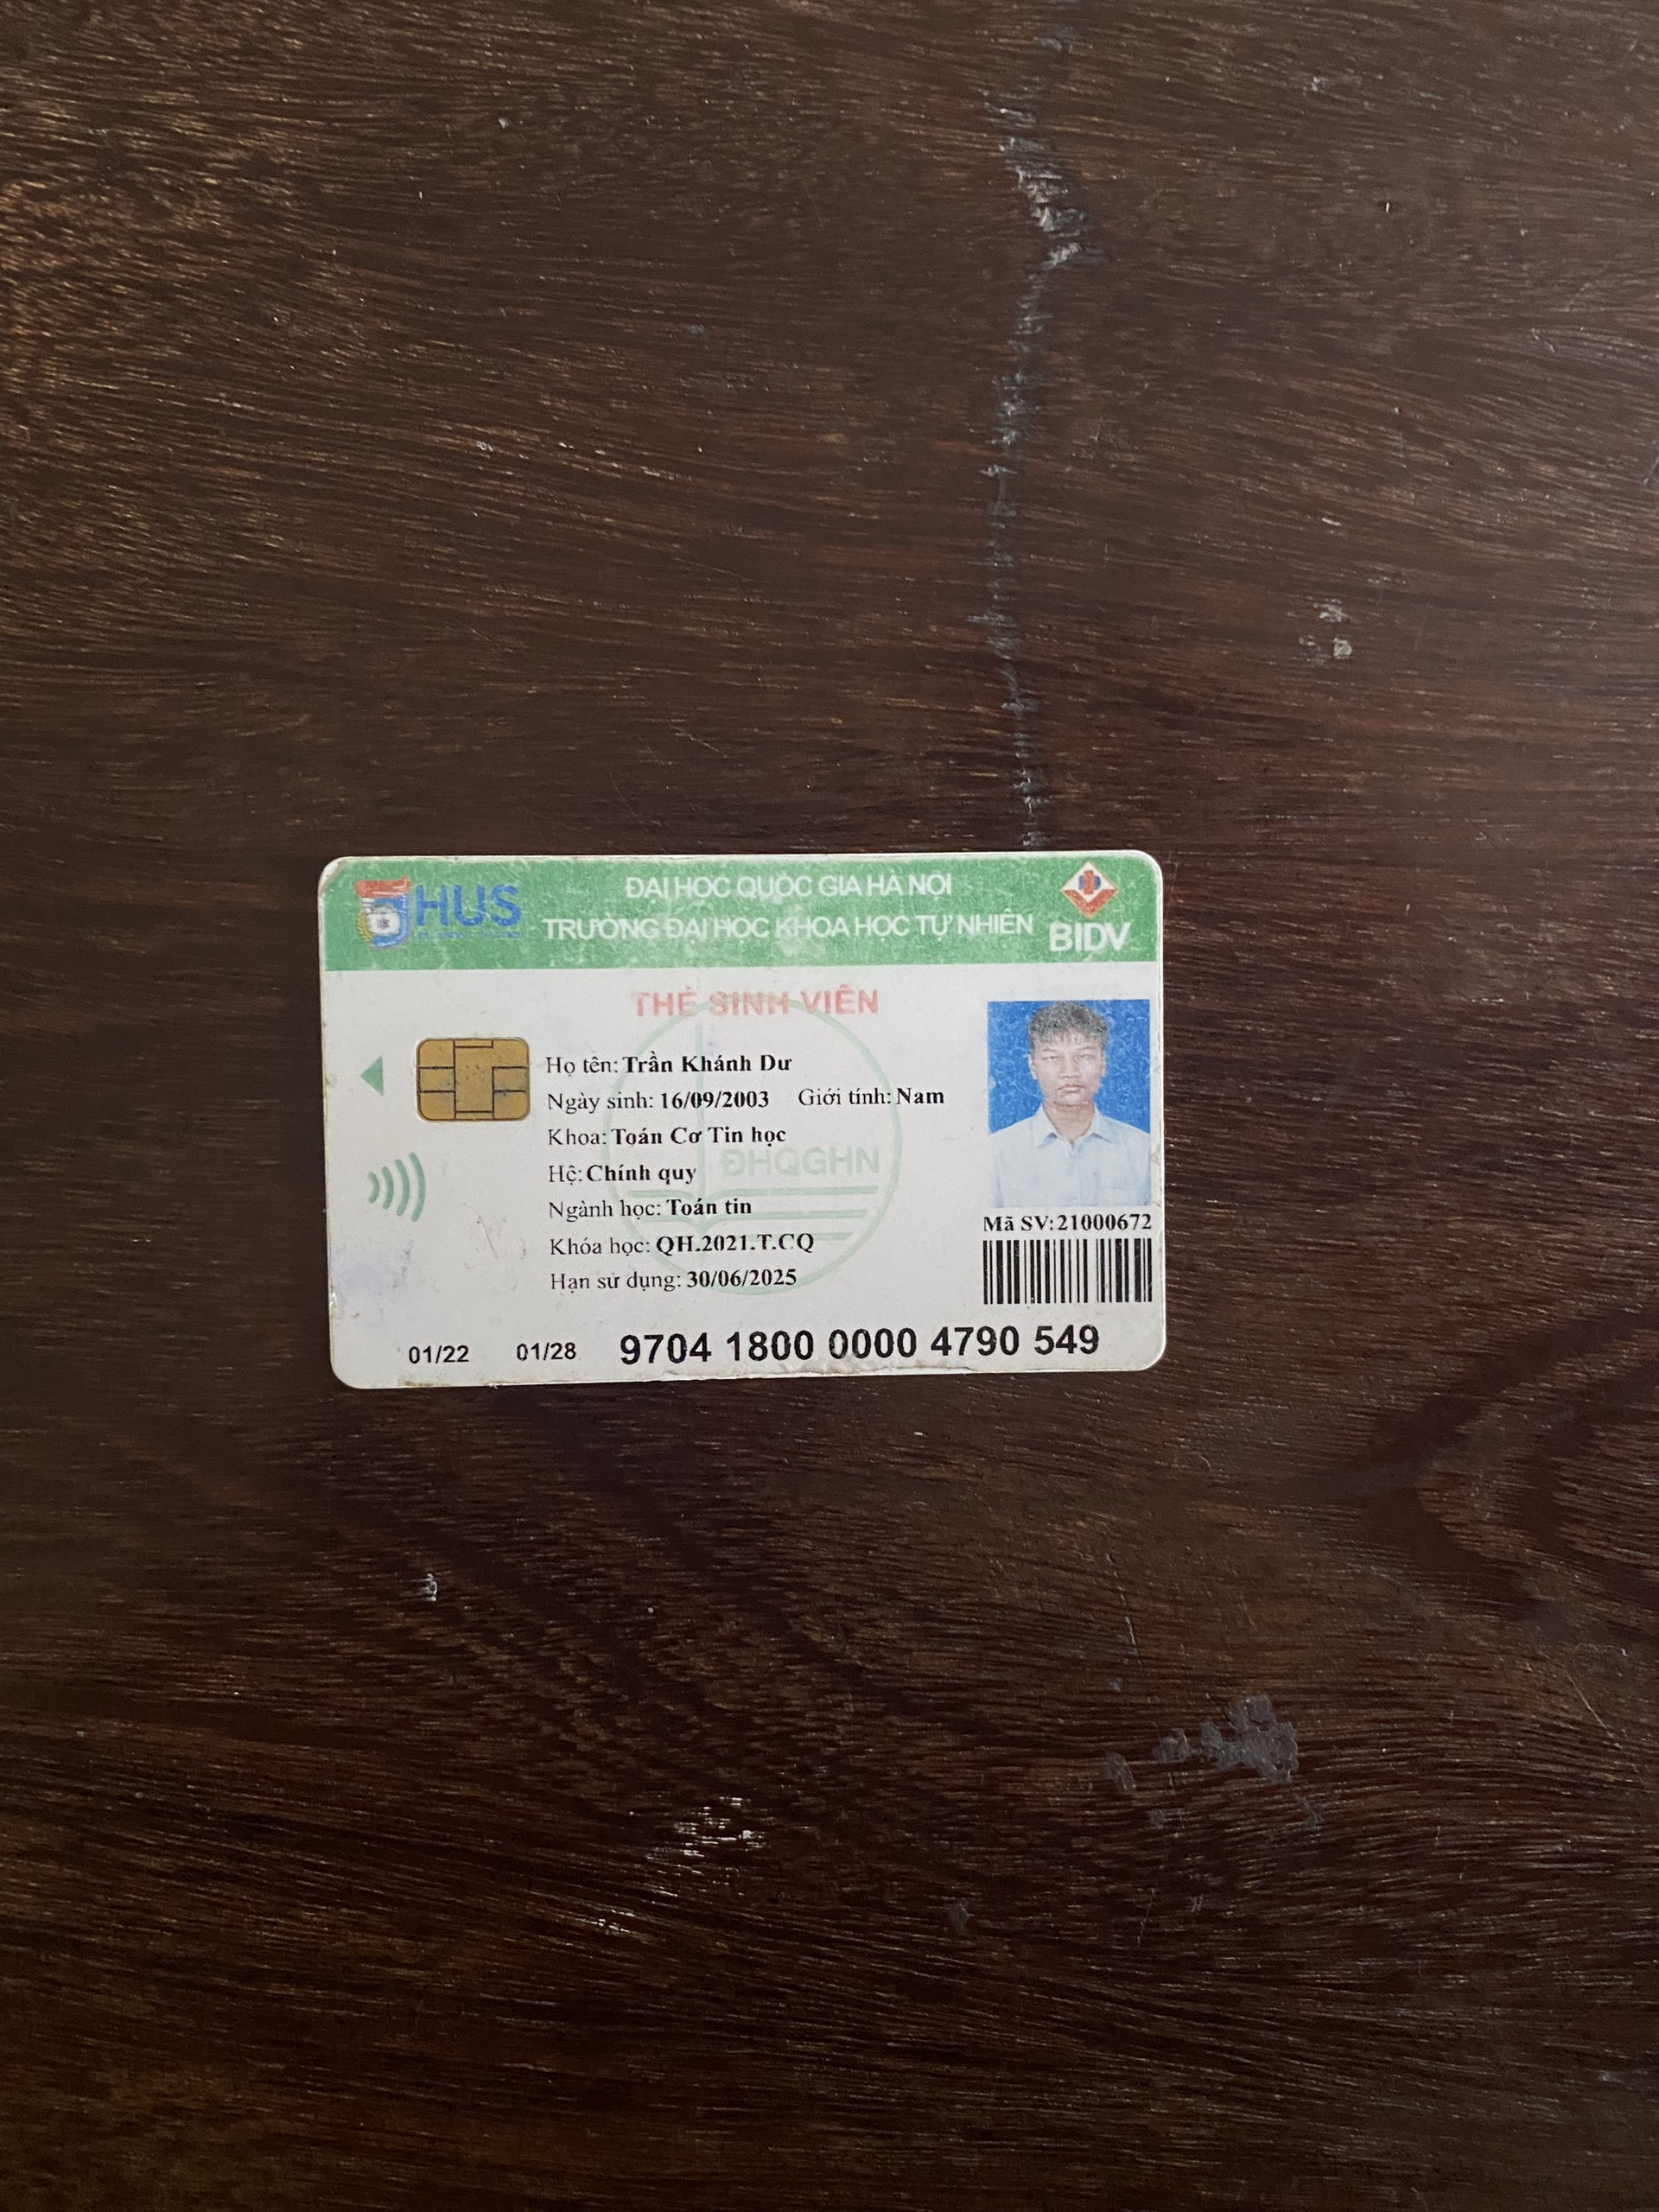 HUS
ĐẠI HỌC QUỐC GIA HÀ NỘI
TRƯỜNG ĐẠI HỌC KHOA HỌC TỰ NHIÊN
BIDV
THẺ SINH VIÊN
Họ tên: Trần Khánh Dư
Ngày sinh: 16/09/2003 Giới tính: Nam
Khoa: Toán Cơ Tin học
ĐHQGHN
Hệ: Chính quy
Ngành học: Toán tin
Khóa học: QH.2021.T.CQ
Hạn sử dụng: 30/06/2025
Mã SV: 21000672
01/22 01/28 9704 1800 0000 4790 549